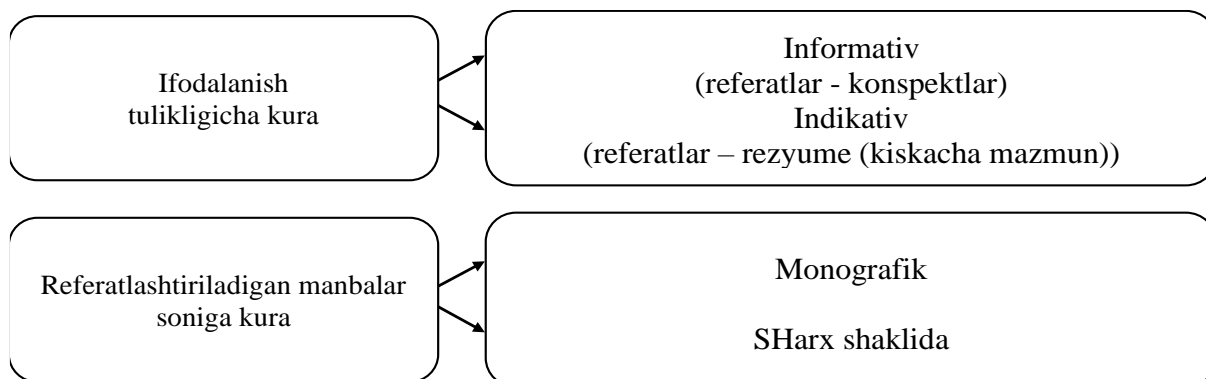 Ifodalanish
tulikligicha kura
Informativ
(referatlar - konspektlar)
Indikativ
(referatlar – rezyume (kiskacha mazmun))
Referatlashtiriladigan manbalar
soniga kura
Monografik
SHarx shaklida